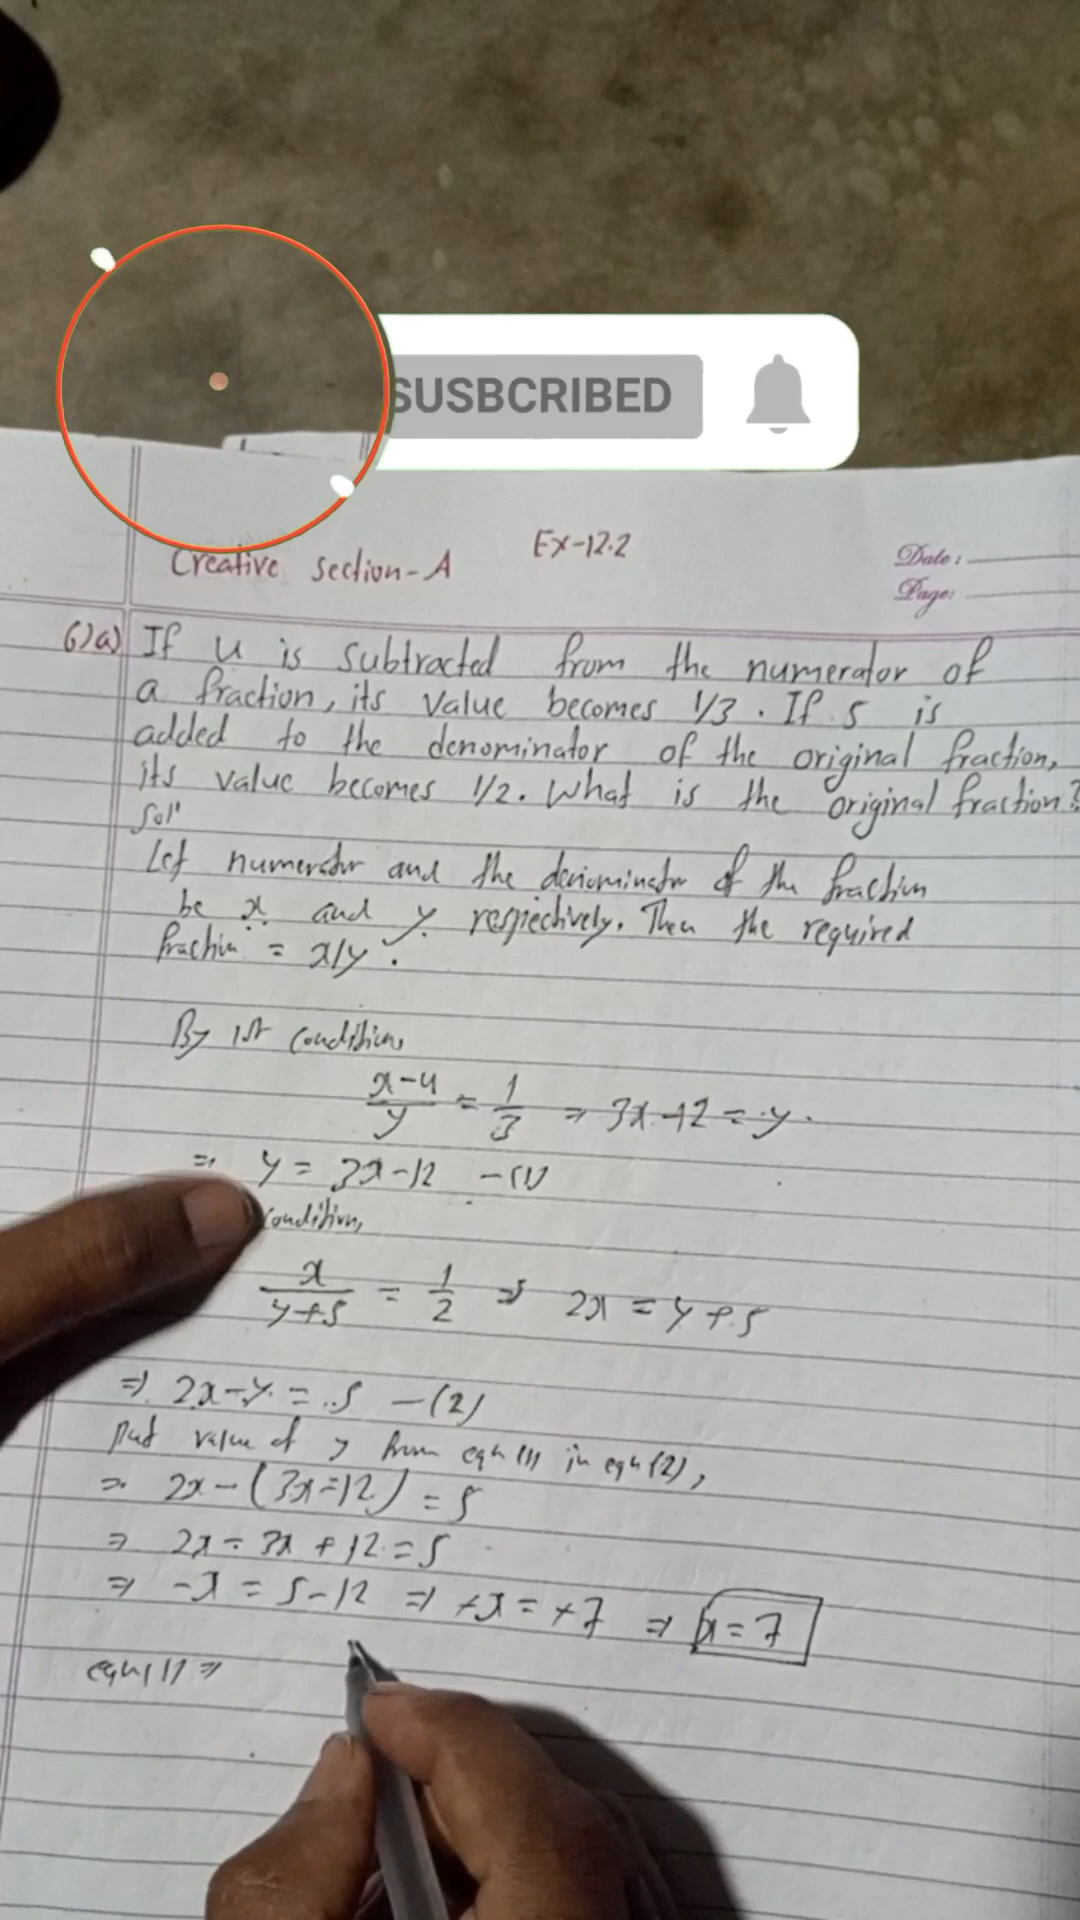 SUSBCRIBED
Creative section-A Ex-12.2
Date:
Page:
6)a) If 4 is subtracted from the numerator of
a fraction, its value becomes 1/3. If 5 is
added to the denominator of the original fraction,
its value becomes 1/2. What is the original fraction?
Solⁿ
Let numerator and the denominator of the fraction
be x and y respectively. Then the required
fraction = x/y.
By 1st condition,
(x-4)/y = 1/3 ⇒ 3x-12 = y.
⇒ y = 3x-12 -(1)
condition,
x/(y+5) = 1/2 ⇒ 2x = y+5
⇒ 2x-y = 5 -(2)
put value of y from eqn(1) in eqn(2),
⇒ 2x-(3x-12) = 5
⇒ 2x-3x+12 = 5
⇒ -x = 5-12 ⇒ +x = +7 ⇒ x=7
eqn(1) ⇒